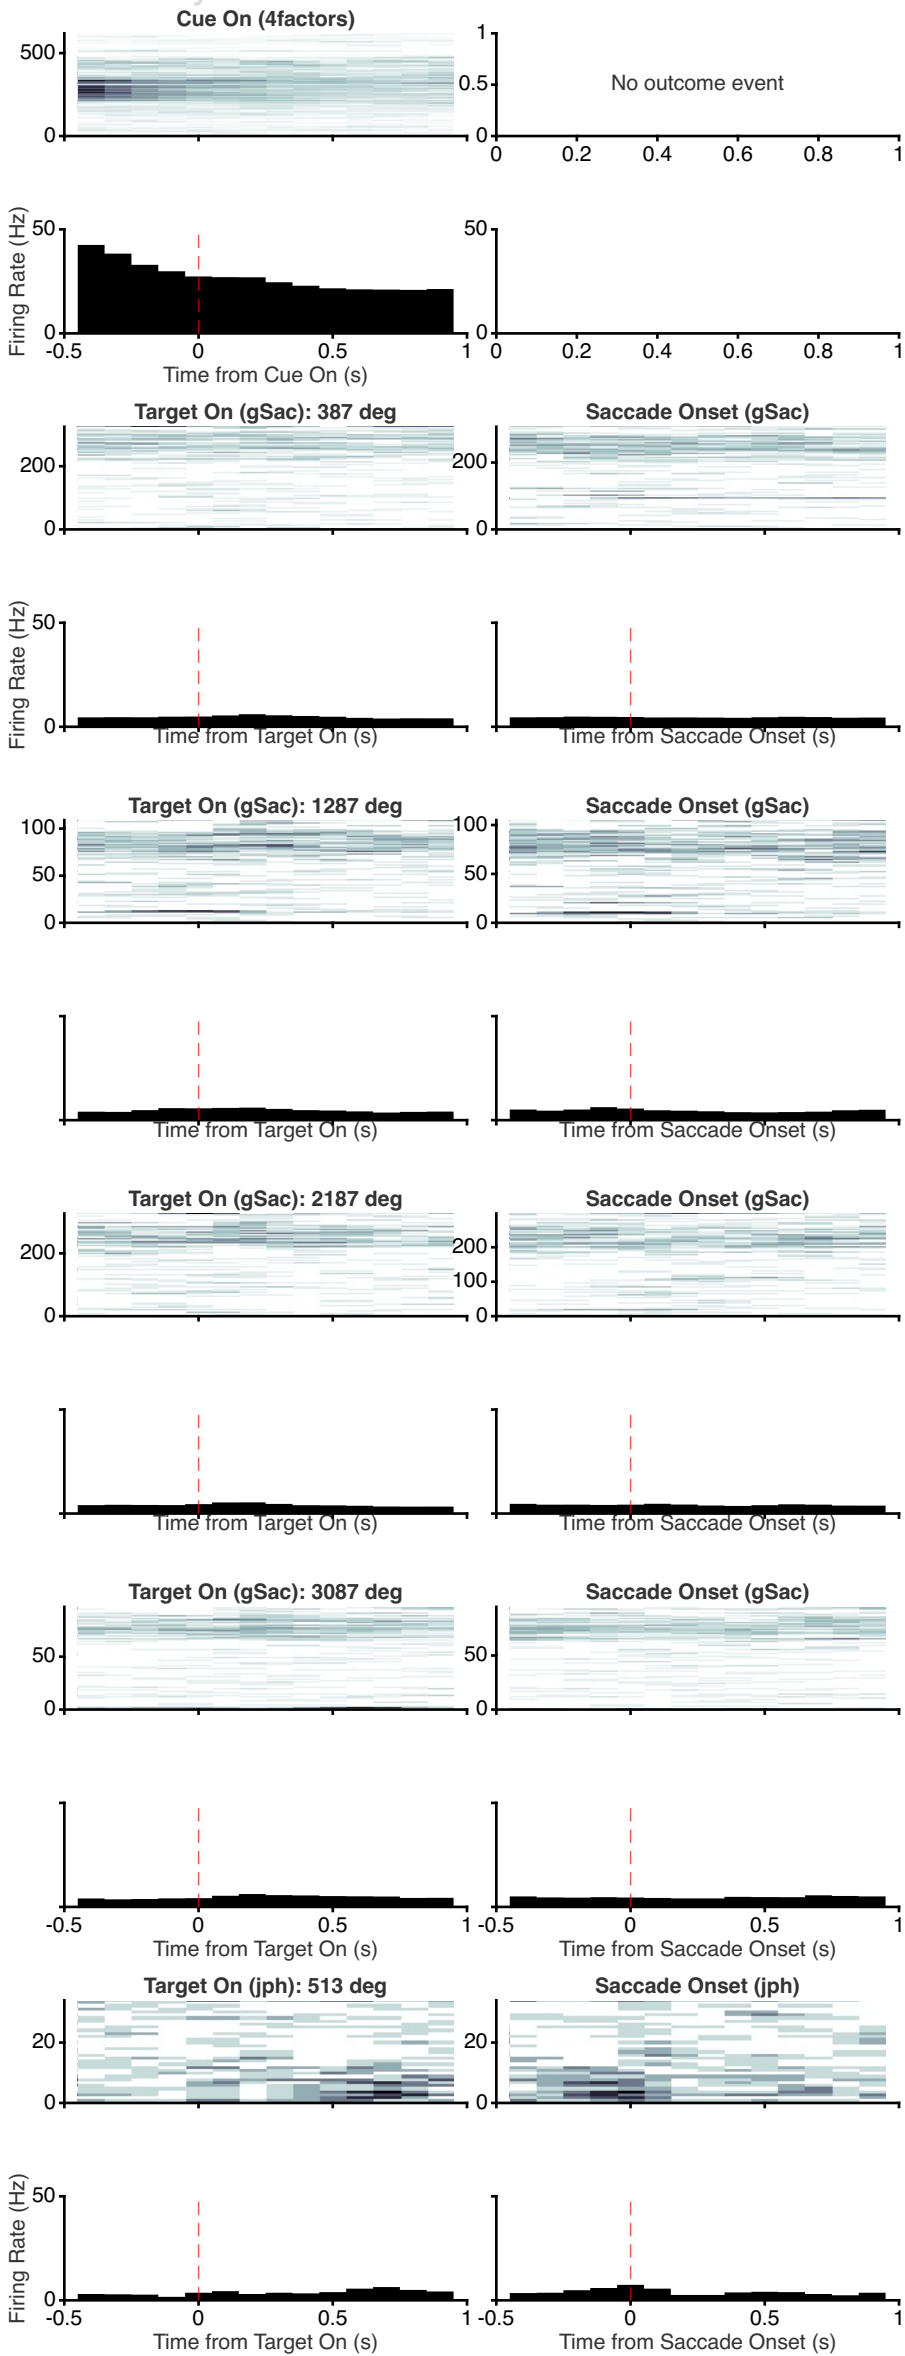 Cue On (4factors)
500
0
1
0.5
0
No outcome event
0 0.2 0.4 0.6 0.8 1
Firing Rate (Hz)
50
0
-0.5 0 0.5 1
Time from Cue On (s)
50
0
0 0.2 0.4 0.6 0.8 1
Target On (gSac): 387 deg
200
0
Saccade Onset (gSac)
200
0
Firing Rate (Hz)
50
0
Time from Target On (s)
Time from Saccade Onset (s)
Target On (gSac): 1287 deg
100
50
0
Saccade Onset (gSac)
100
50
0
Time from Target On (s)
Time from Saccade Onset (s)
Target On (gSac): 2187 deg
200
0
Saccade Onset (gSac)
200
100
0
Time from Target On (s)
Time from Saccade Onset (s)
Target On (gSac): 3087 deg
50
0
Saccade Onset (gSac)
50
0
-0.5 0 0.5 1
Time from Target On (s)
-0.5 0 0.5 1
Time from Saccade Onset (s)
Target On (jph): 513 deg
20
0
Saccade Onset (jph)
20
0
Firing Rate (Hz)
50
0
-0.5 0 0.5 1
Time from Target On (s)
-0.5 0 0.5 1
Time from Saccade Onset (s)